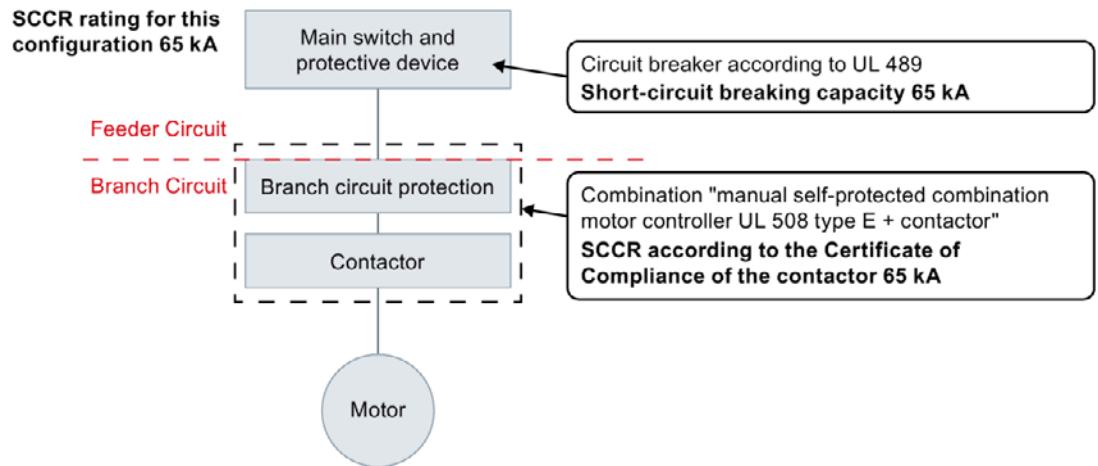 SCCR rating for this
configuration 65 kA
Main switch and
protective device
Circuit breaker according to UL 489
Short-circuit breaking capacity 65 kA
Feeder Circuit
Branch Circuit
Branch circuit protection
Combination "manual self-protected combination
motor controller UL 508 type E + contactor"
SCCR according to the Certificate of
Compliance of the contactor 65 kA
Contactor
Motor